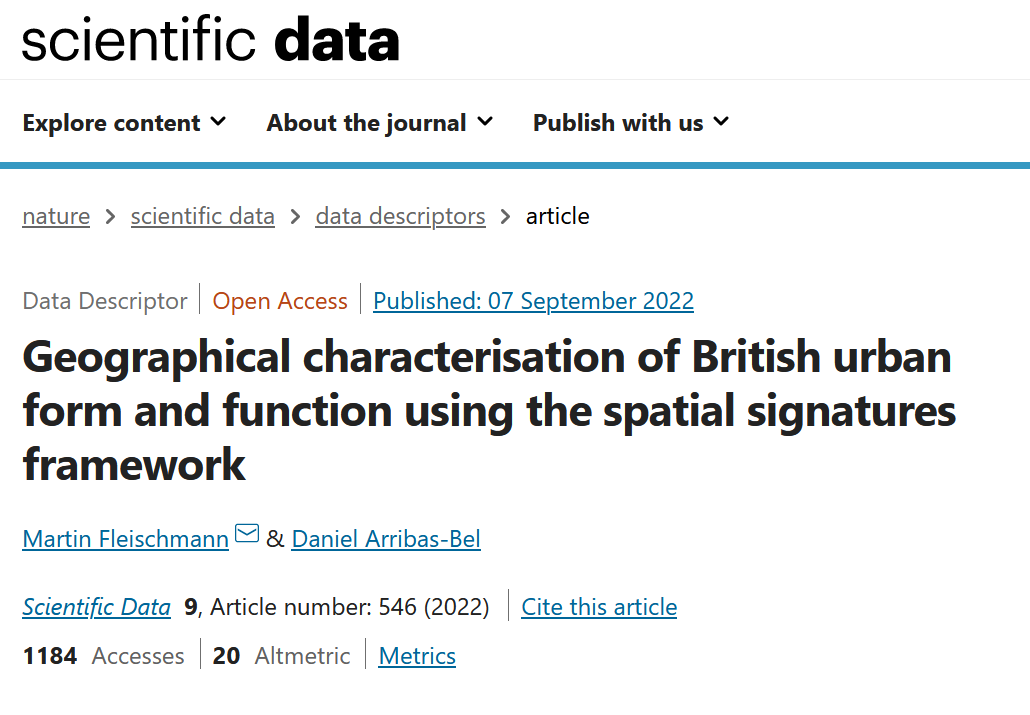 scientific data
Explore content About the journal Publish with us
nature > scientific data > data descriptors > article
Data Descriptor | Open Access | Published: 07 September 2022
Geographical characterisation of British urban
form and function using the spatial signatures
framework
Martin Fleischmann & Daniel Arribas-Bel
Scientific Data 9, Article number: 546 (2022) | Cite this article
1184 Accesses | 20 Altmetric | Metrics